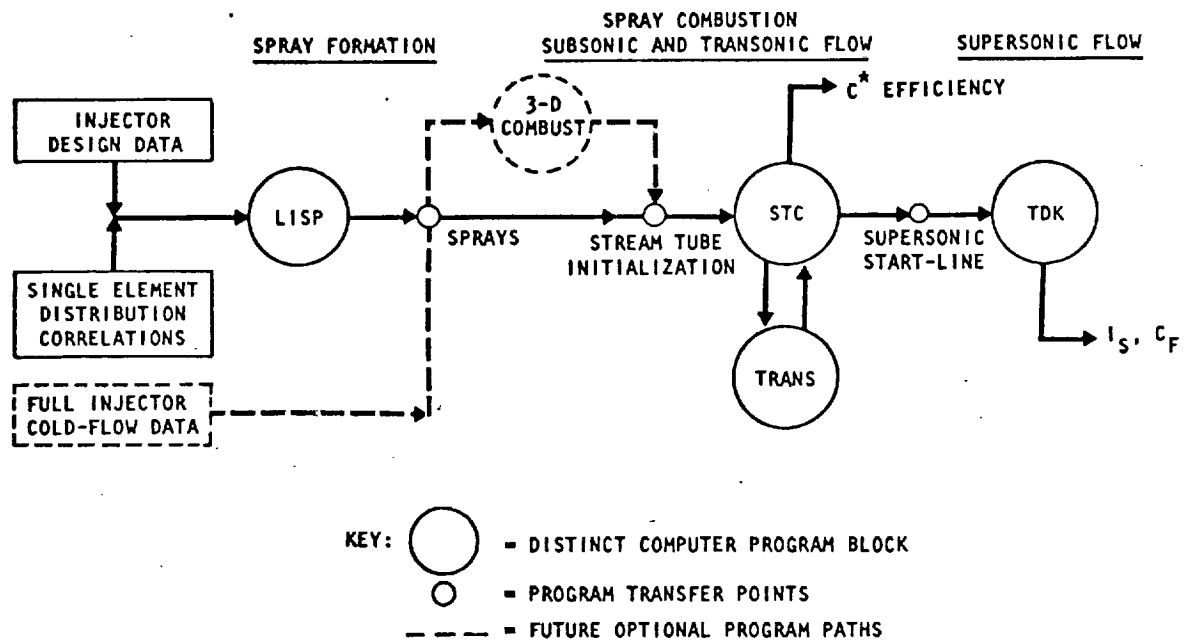 SPRAY FORMATION
SPRAY COMBUSTION
SUBSONIC AND TRANSONIC FLOW
SUPERSONIC FLOW
INJECTOR
DESIGN DATA
SINGLE ELEMENT
DISTRIBUTION
CORRELATIONS
FULL INJECTOR
COLD-FLOW DATA
LISP
SPRAYS
3-D
COMBUST
STREAM TUBE
INITIALIZATION
C* EFFICIENCY
STC
TRANS
SUPERSONIC
START-LINE
TDK
IS, CF
KEY:
= DISTINCT COMPUTER PROGRAM BLOCK
= PROGRAM TRANSFER POINTS
= FUTURE OPTIONAL PROGRAM PATHS